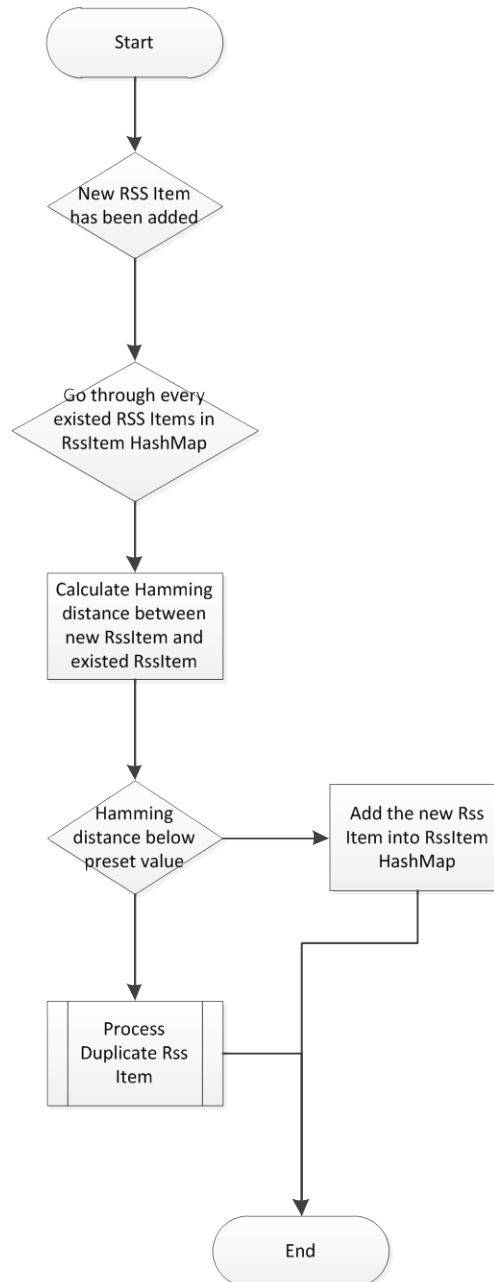 Start
New RSS Item
has been added
Go through every
existed RSS Items in
RssItem HashMap
Calculate Hamming
distance between
new RssItem and
existed RssItem
Hamming
distance below
preset value
Add the new Rss
Item into RssItem
HashMap
Process
Duplicate Rss
Item
End